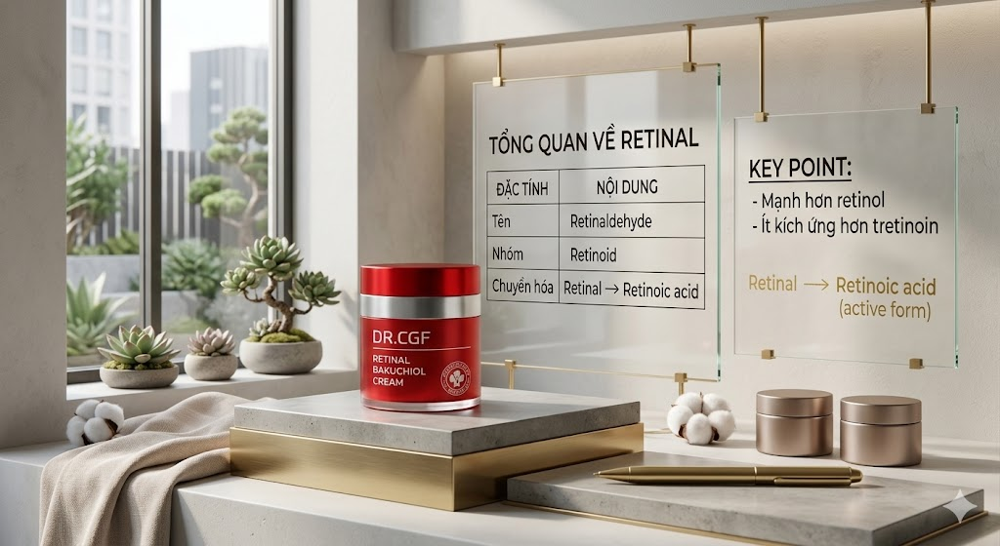 TỔNG QUAN VỀ RETINAL
ĐẶC TÍNH NỘI DUNG
Tên Retinaldehyde
Nhóm Retinoid
Chuyển hóa Retinal → Retinoic acid
KEY POINT:
- Mạnh hơn retinol
- Ít kích ứng hơn tretinoin
Retinal → Retinoic acid
(active form)
DR.CGF
RETINAL
BAKUCHIOL
CREAM